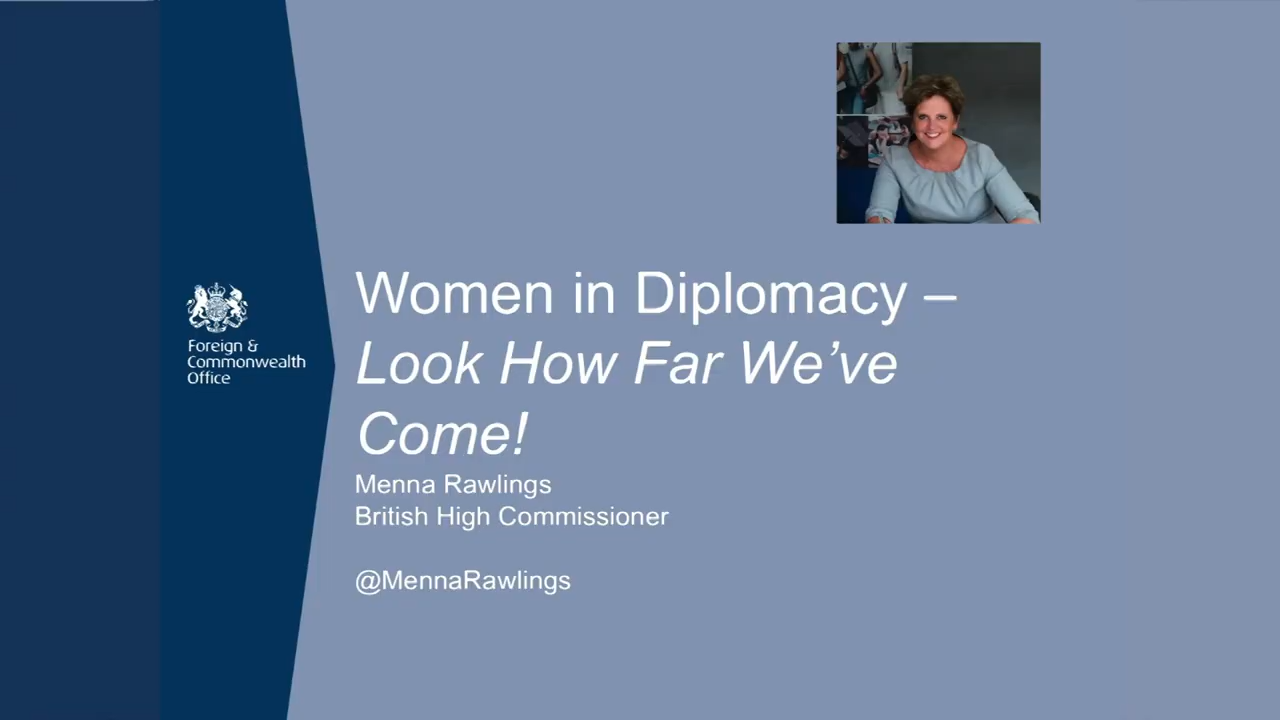 Foreign &
Commonwealth
Office
Women in Diplomacy –
Look How Far We’ve
Come!
Menna Rawlings
British High Commissioner
@MennaRawlings